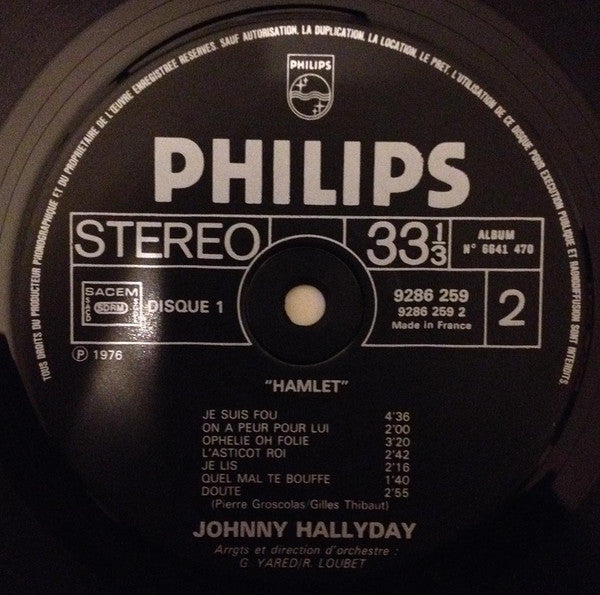 TOUS DROITS DU PRODUCTEUR PHONOGRAPHIQUE ET DU PROPRIETAIRE DE L'ŒUVRE ENREGISTREE RESERVES. SAUF AUTORISATION, LA DUPLICATION, LA LOCATION, LE PRET, L'UTILISATION DE CE DISQUE POUR EXECUTION PUBLIQUE ET RADIODIFFUSION SONT INTERDITS.
PHILIPS
PHILIPS
STEREO
33 1/3
ALBUM
N° 6641 470
SACEM
SACD
SDRM
DISQUE 1
9286 259
9286 259 2
Made in France
2
Ⓟ 1976
"HAMLET"
JE SUIS FOU 4'36
ON A PEUR POUR LUI 2'00
OPHELIE OH FOLIE 3'20
L'ASTICOT ROI 2'42
JE LIS 2'16
QUEL MAL TE BOUFFE 1'40
DOUTE 2'55
(Pierre Groscolas/Gilles Thibaut)
JOHNNY HALLYDAY
Arrgts et direction d'orchestre :
G. YARED/R. LOUBET